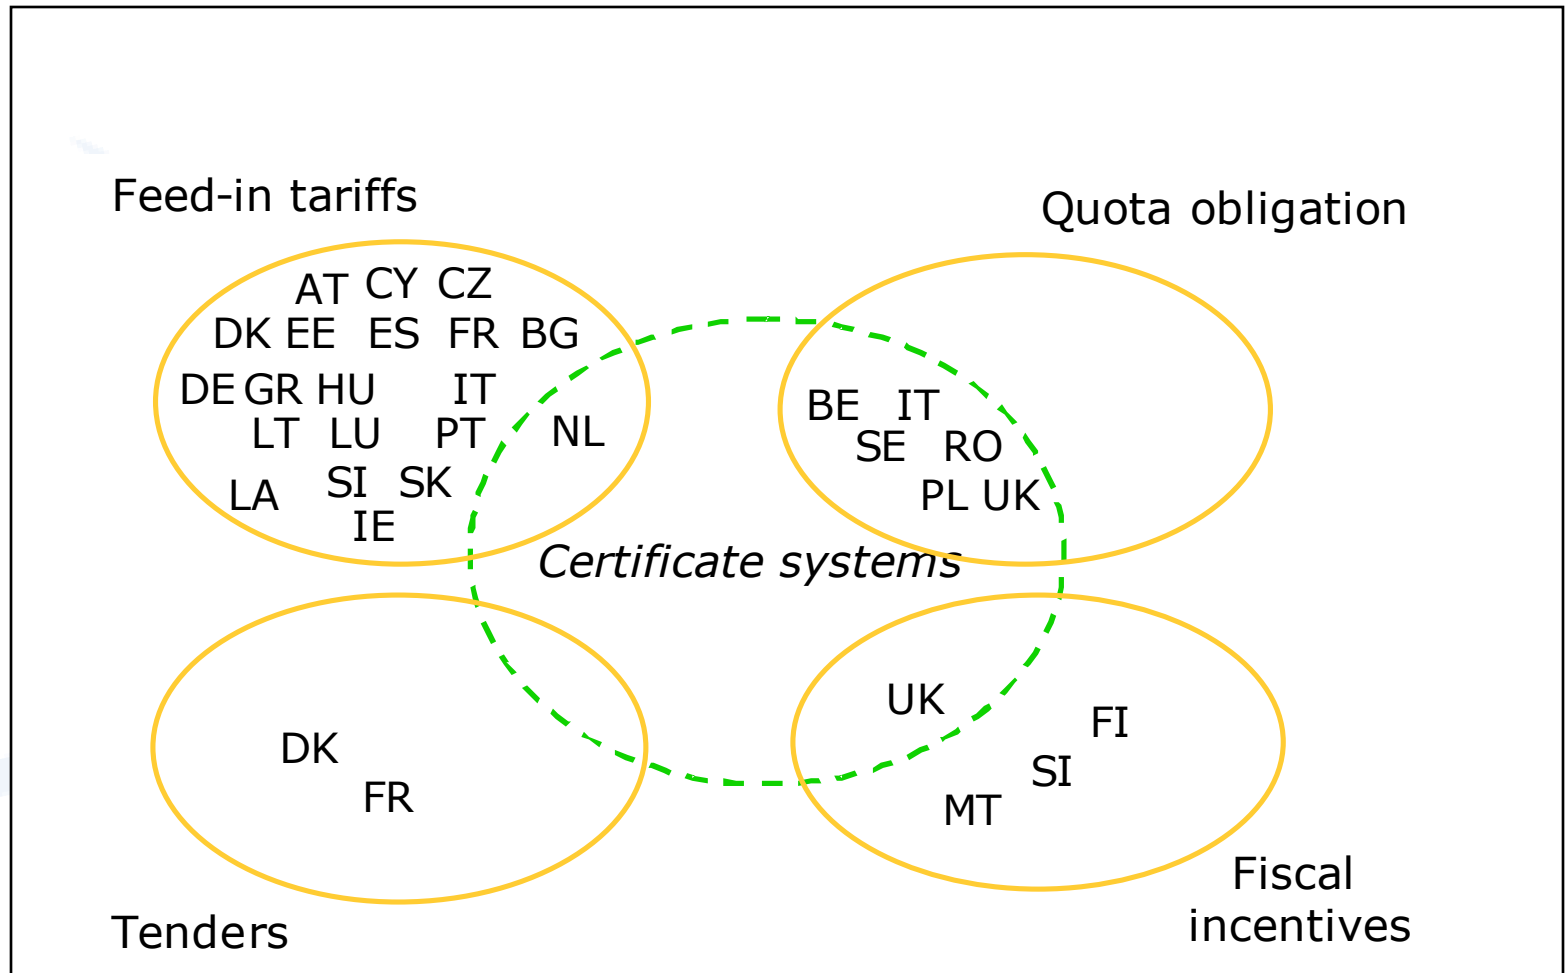 Feed-in tariffs
Quota obligation
AT CY CZ
DK EE ES FR BG
DE GR HU IT
LT LU PT NL
LA SI SK
IE
BE IT
SE RO
PL UK
Certificate systems
DK
FR
UK
FI
SI
MT
Tenders
Fiscal
incentives